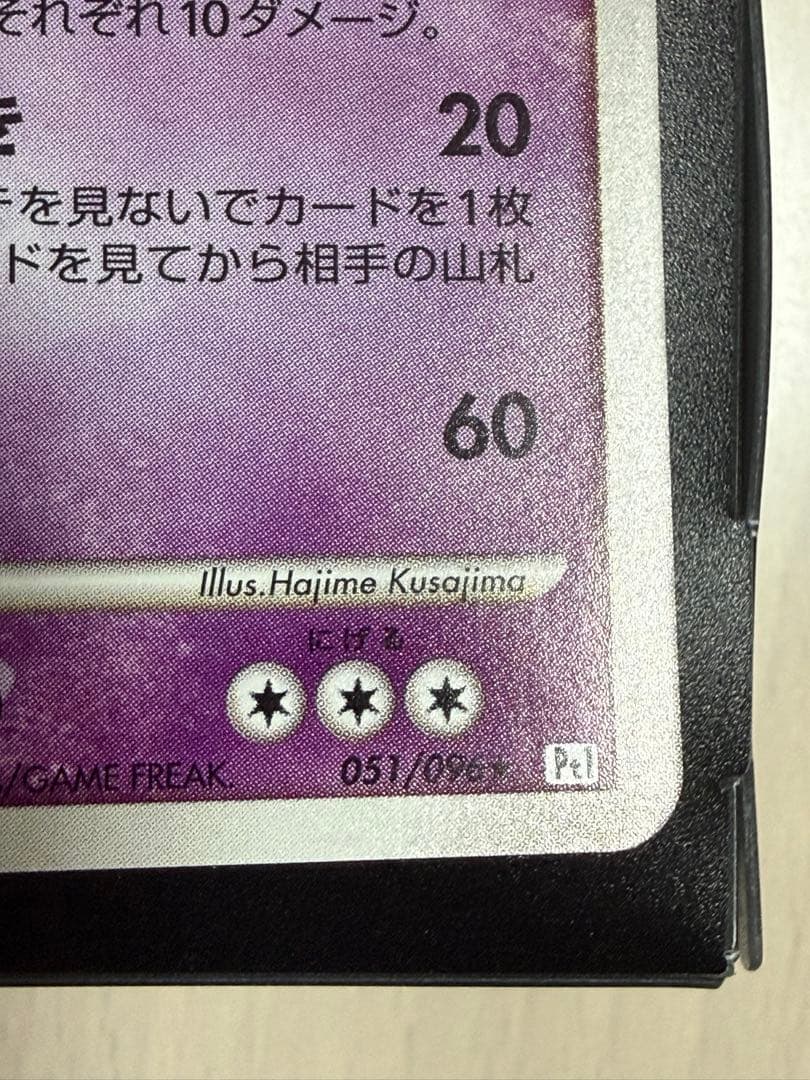 それぞれ10ダメージ。
20
を見ないでカードを1枚
ドを見てから相手の山札
60
Illus.Hajime Kusajima
にげる
/GAME FREAK.
051/096★
Pt1